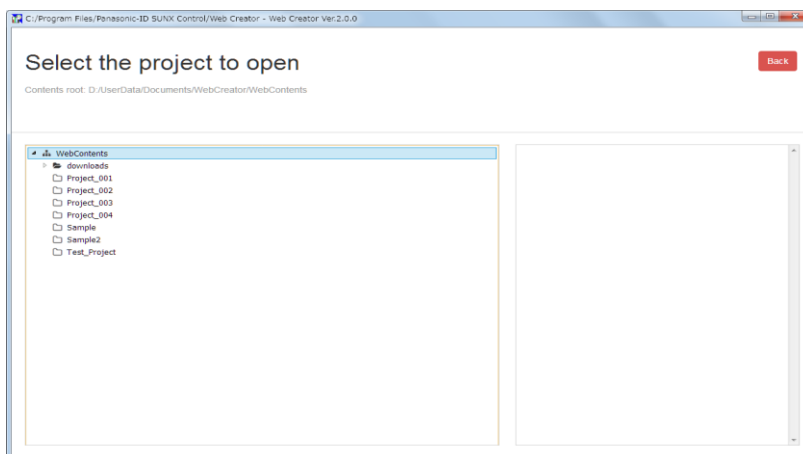 C:/Program Files/Panasonic-ID SUNX Control/Web Creator - Web Creator Ver.2.0.0
Select the project to open
Back
Contents root: D:/UserData/Documents/WebCreator/WebContents
WebContents
downloads
Project_001
Project_002
Project_003
Project_004
Sample
Sample2
Test_Project